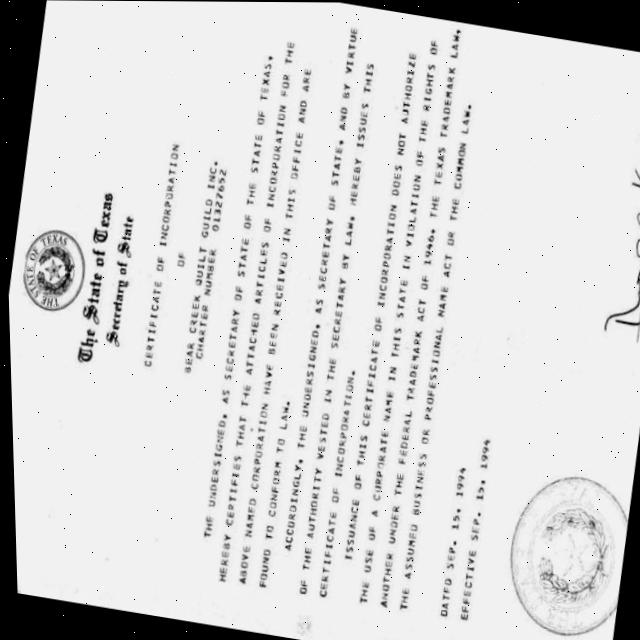 THE STATE OF TEXAS
The State of Texas
Secretary of State
CERTIFICATE OF INCORPORATION
OF
BEAR CREEK QUILT GUILD INC.
CHARTER NUMBER 01327652
THE UNDERSIGNED, AS SECRETARY OF STATE OF THE STATE OF TEXAS,
HEREBY CERTIFIES THAT THE ATTACHED ARTICLES OF INCORPORATION FOR THE
ABOVE NAMED CORPORATION HAVE BEEN RECEIVED IN THIS OFFICE AND ARE
FOUND TO CONFORM TO LAW.
ACCORDINGLY, THE UNDERSIGNED, AS SECRETARY OF STATE, AND BY VIRTUE
OF THE AUTHORITY VESTED IN THE SECRETARY BY LAW, HEREBY ISSUES THIS
CERTIFICATE OF INCORPORATION.
ISSUANCE OF THIS CERTIFICATE OF INCORPORATION DOES NOT AUTHORIZE
THE USE OF A CORPORATE NAME IN THIS STATE IN VIOLATION OF THE RIGHTS OF
ANOTHER UNDER THE FEDERAL TRADEMARK ACT OF 1946, THE TEXAS TRADEMARK LAW,
THE ASSUMED BUSINESS OR PROFESSIONAL NAME ACT OR THE COMMON LAW.
DATED SEP. 15, 1994
EFFECTIVE SEP. 15, 1994